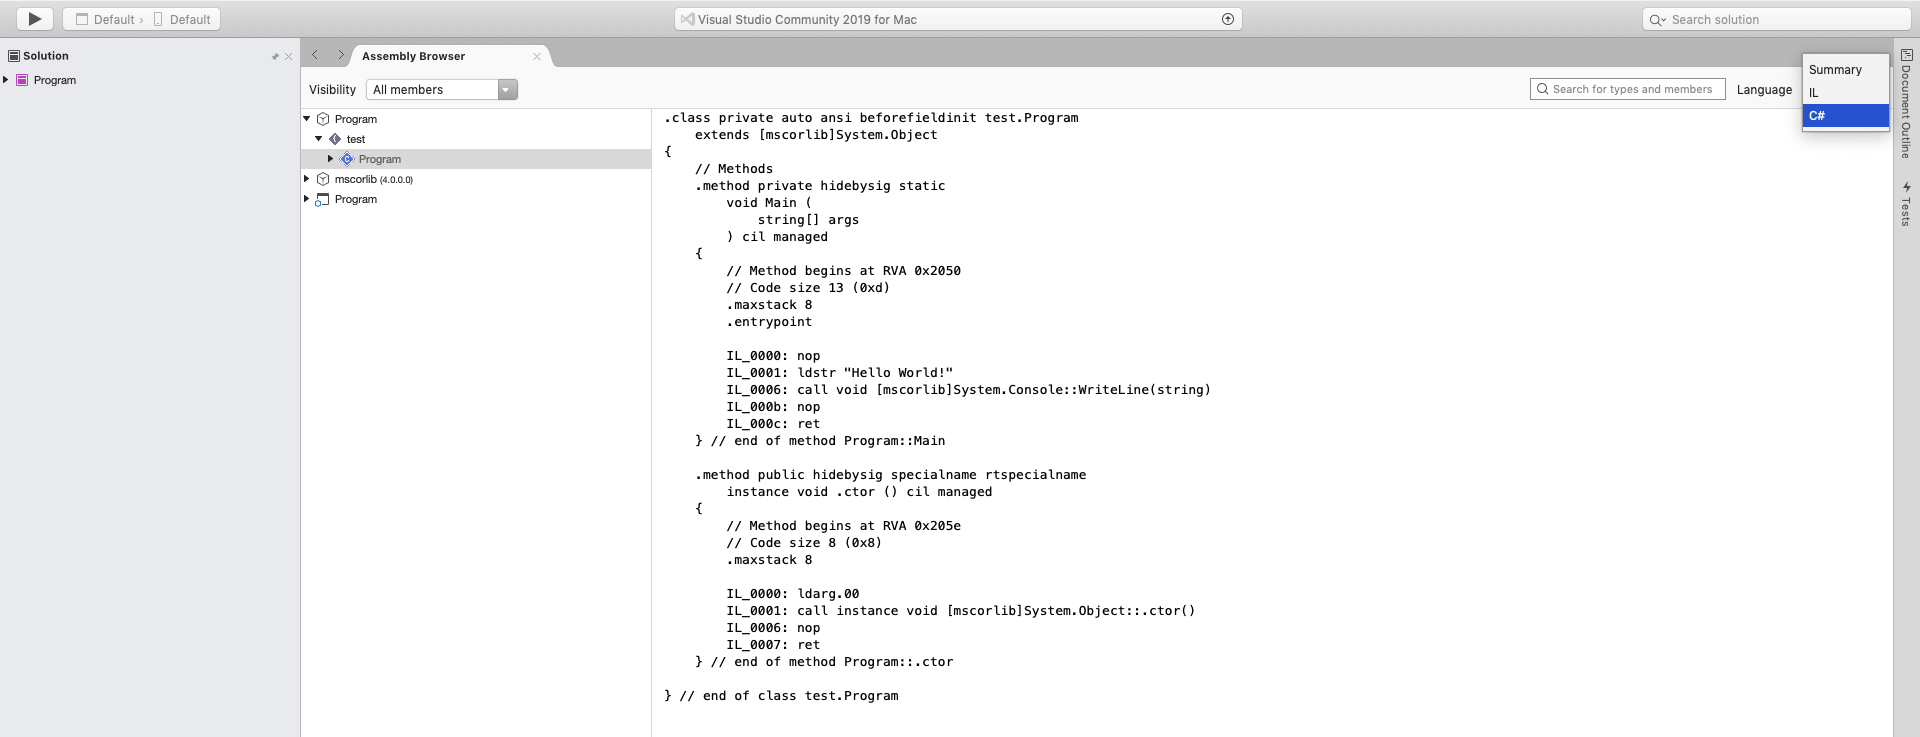 Default › Default
Visual Studio Community 2019 for Mac
Search solution
Solution
Program
Assembly Browser
Visibility All members
Search for types and members
Language
Summary
IL
C#
Document Outline
Tests
Program
test
Program
mscorlib (4.0.0.0)
Program
.class private auto ansi beforefieldinit test.Program
extends [mscorlib]System.Object
{
// Methods
.method private hidebysig static
void Main (
string[] args
) cil managed
{
// Method begins at RVA 0x2050
// Code size 13 (0xd)
.maxstack 8
.entrypoint
IL_0000: nop
IL_0001: ldstr "Hello World!"
IL_0006: call void [mscorlib]System.Console::WriteLine(string)
IL_000b: nop
IL_000c: ret
} // end of method Program::Main
.method public hidebysig specialname rtspecialname
instance void .ctor () cil managed
{
// Method begins at RVA 0x205e
// Code size 8 (0x8)
.maxstack 8
IL_0000: ldarg.00
IL_0001: call instance void [mscorlib]System.Object::.ctor()
IL_0006: nop
IL_0007: ret
} // end of method Program::.ctor
} // end of class test.Program